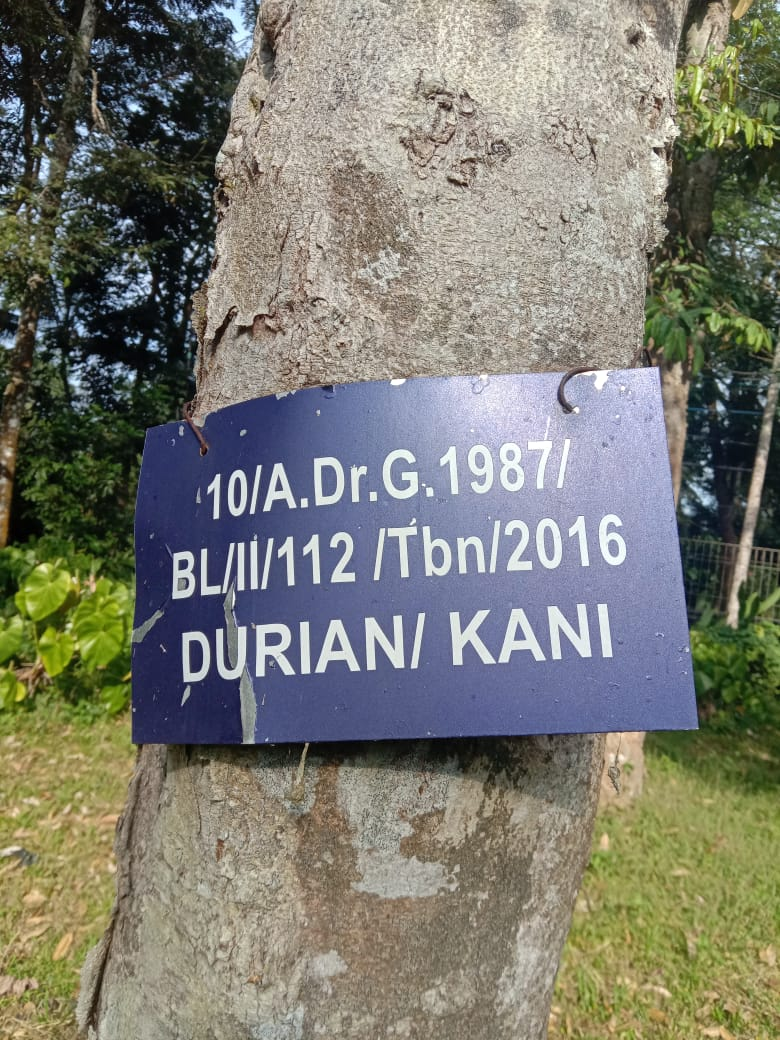 10/A.Dr.G.1987/
BL/II/112 /Tbn/2016
DURIAN/ KANI